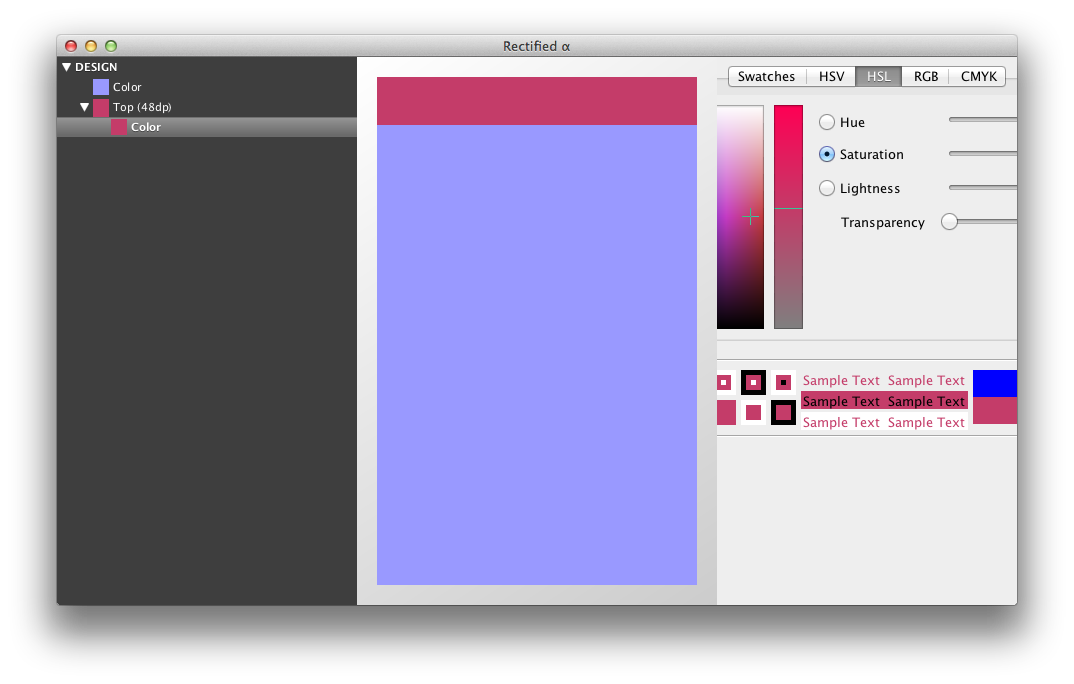 Rectified α
DESIGN
Color
Top (48dp)
Color
Swatches HSV HSL RGB CMYK
Hue
Saturation
Lightness
Transparency
Sample Text Sample Text
Sample Text Sample Text
Sample Text Sample Text